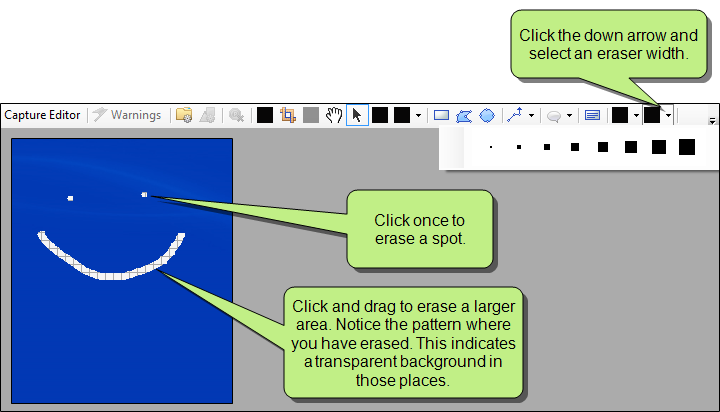 Click the down arrow and
select an eraser width.
Capture Editor
Warnings
Click once to
erase a spot.
Click and drag to erase a larger
area. Notice the pattern where
you have erased. This indicates
a transparent background in
those places.